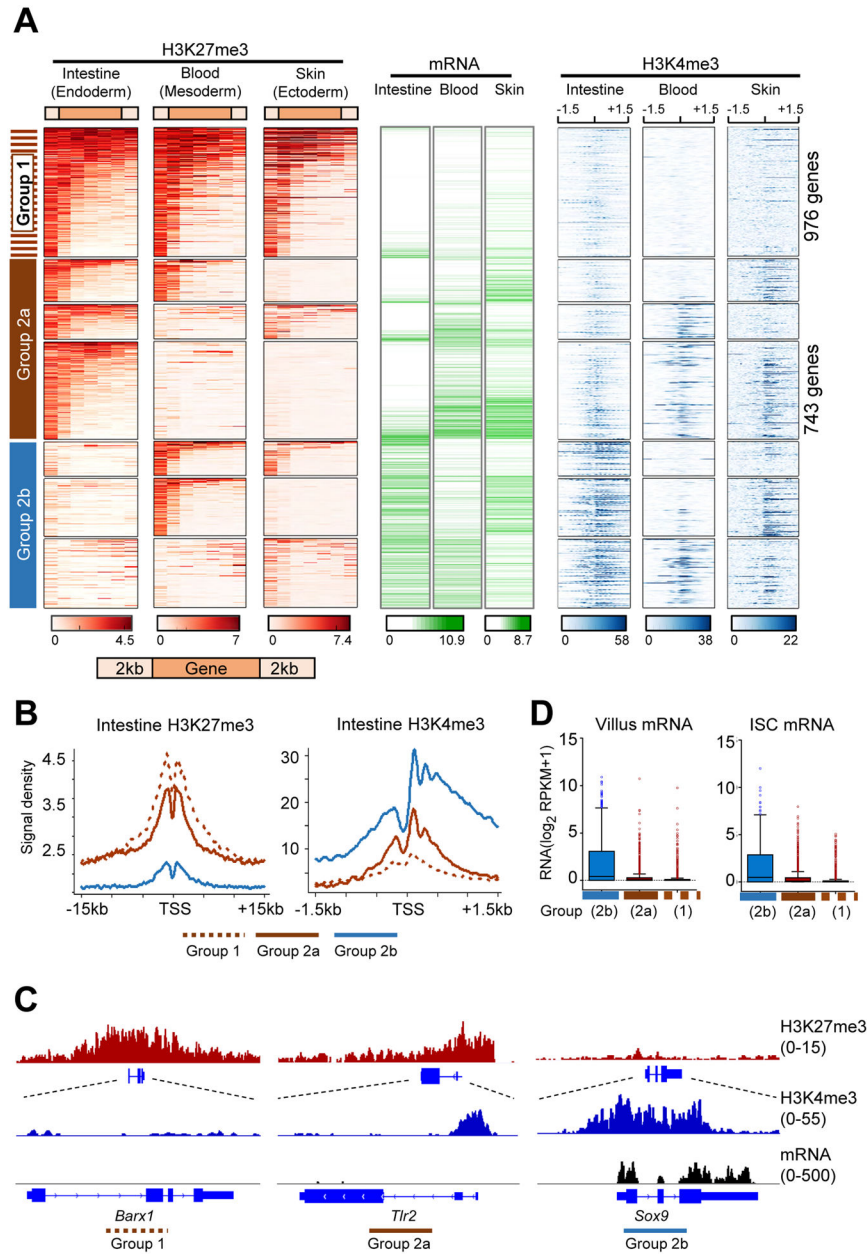 A
H3K27me3
mRNA
H3K4me3
Intestine
(Endoderm)
Blood
(Mesoderm)
Skin
(Ectoderm)
Intestine Blood Skin
Intestine Blood Skin
-1.5 +1.5 -1.5 +1.5 -1.5 +1.5
Group 1
976 genes
Group 2a
743 genes
Group 2b
0 4.5 0 7 0 7.4 0 10.9 0 8.7 0 58 0 38 0 22
2kb Gene 2kb
B
Intestine H3K27me3
Intestine H3K4me3
Signal density
4.5
3.5
2.5
-15kb TSS +15kb
30
20
10
-1.5kb TSS +1.5kb
Group 1 Group 2a Group 2b
D
Villus mRNA
ISC mRNA
RNA(log2 RPKM+1)
15
10
5
0
15
10
5
0
Group (2b) (2a) (1) (2b) (2a) (1)
C
H3K27me3
(0-15)
H3K4me3
(0-55)
mRNA
(0-500)
Barx1 Tlr2 Sox9
Group 1 Group 2a Group 2b